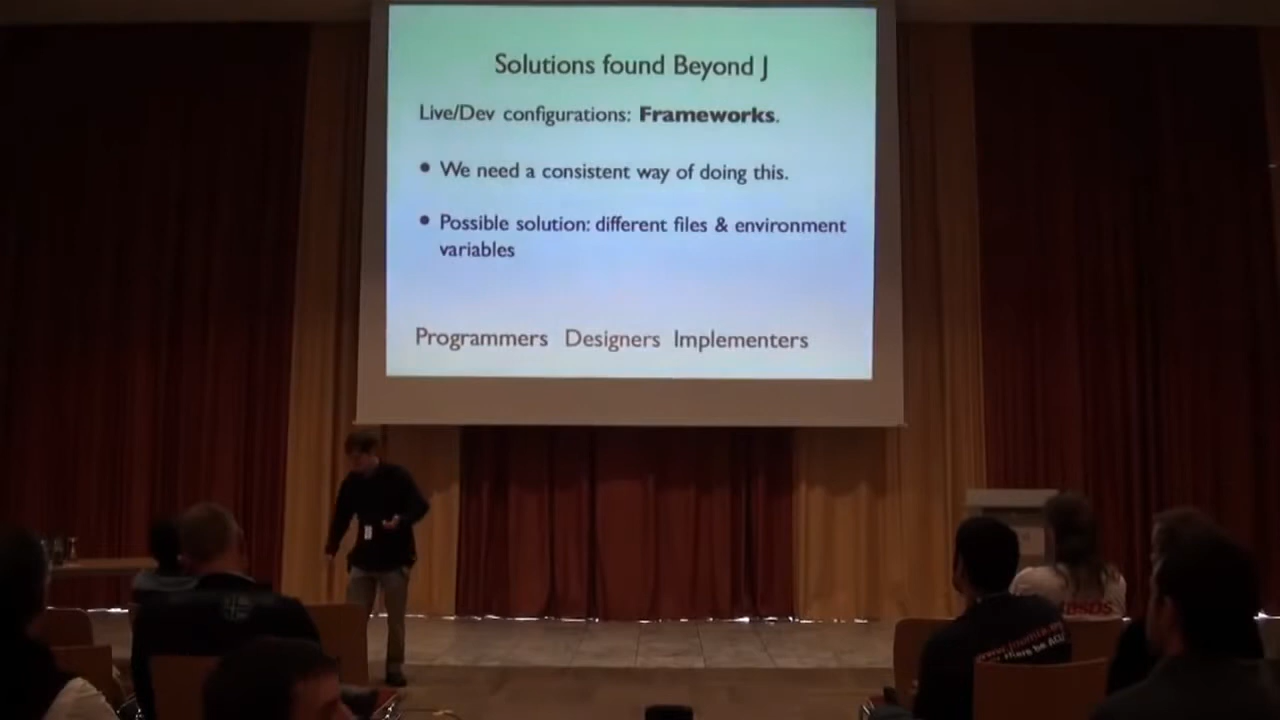 Solutions found Beyond J
Live/Dev configurations: Frameworks.
• We need a consistent way of doing this.
• Possible solution: different files & environment
variables
Programmers Designers Implementers